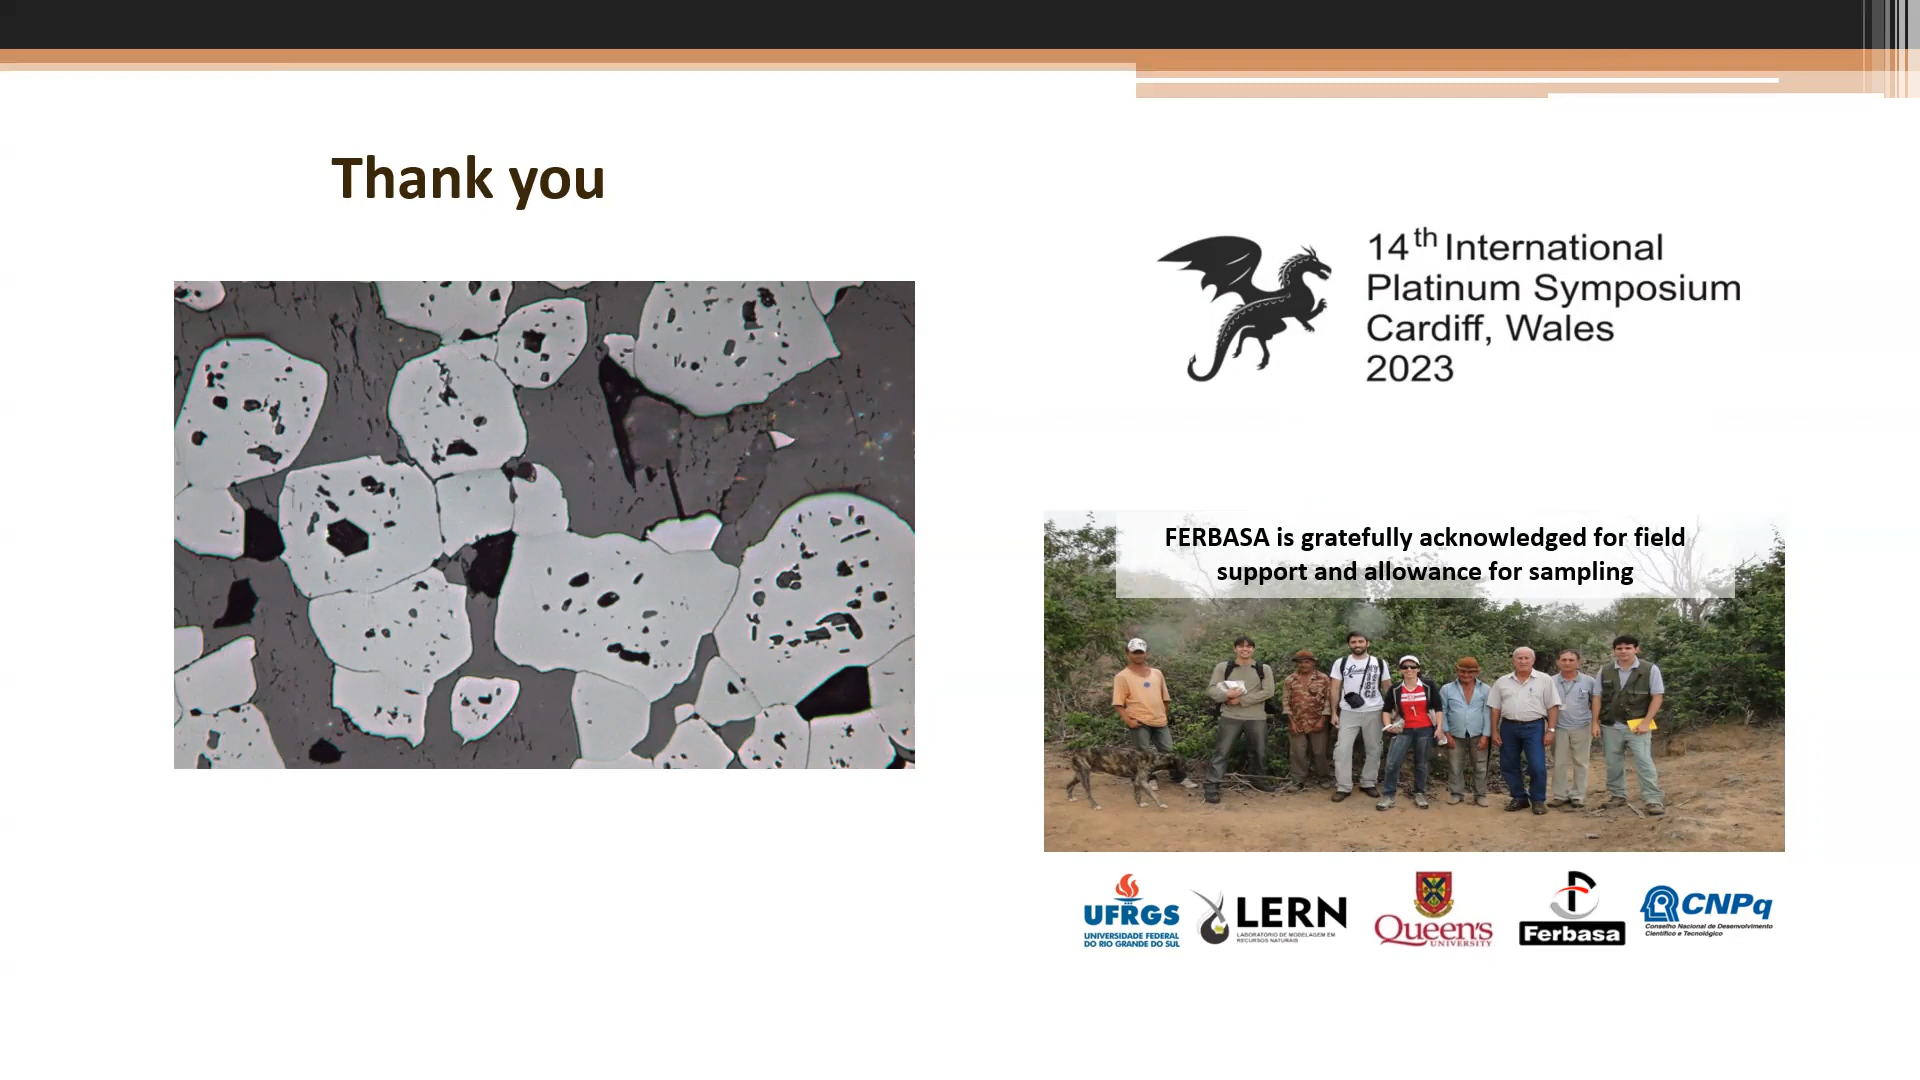 Thank you
14th International
Platinum Symposium
Cardiff, Wales
2023
FERBASA is gratefully acknowledged for field
support and allowance for sampling
UFRGS
UNIVERSIDADE FEDERAL
DO RIO GRANDE DO SUL
LERN
LABORATÓRIO DE MODELAGEM EM
RECURSOS NATURAIS
Queen's
UNIVERSITY
Ferbasa
CNPq
Conselho Nacional de Desenvolvimento
Científico e Tecnológico